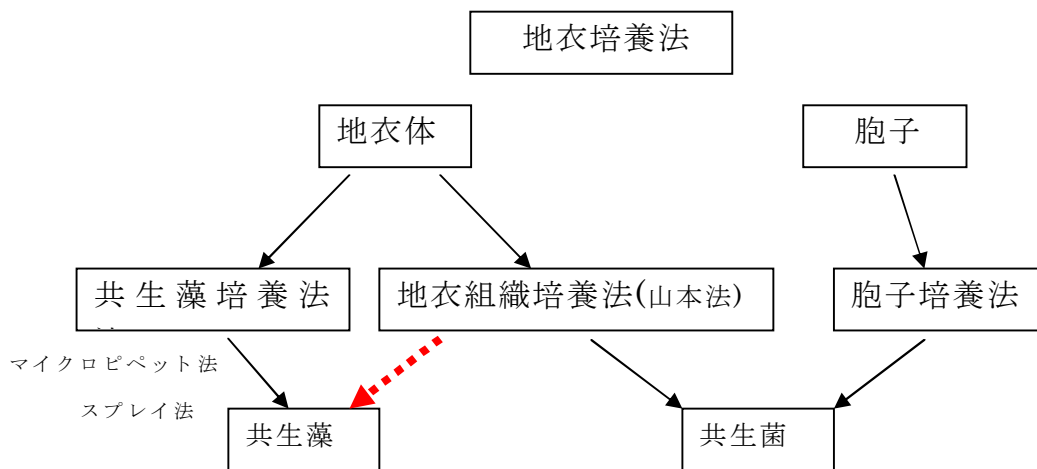 地衣培養法
地衣体
胞子
共生藻培養法
地衣組織培養法(山本法)
胞子培養法
マイクロピペット法
スプレイ法
共生藻
共生菌